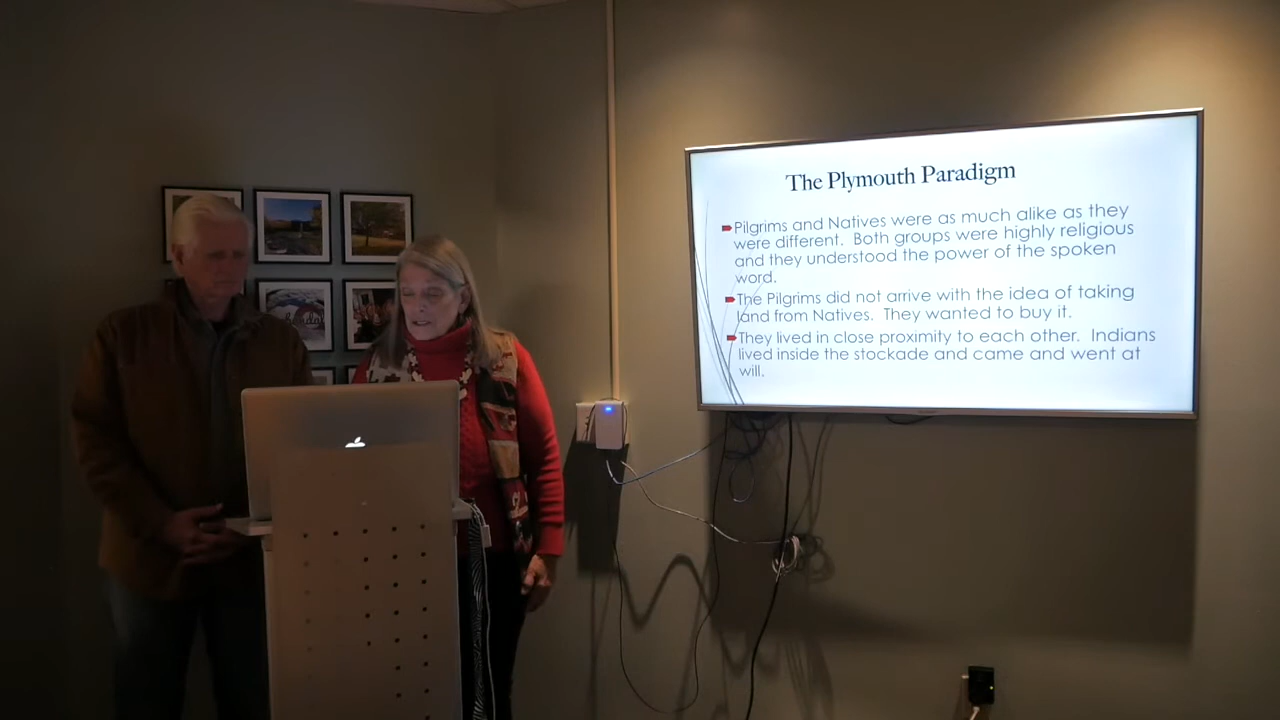 The Plymouth Paradigm
Pilgrims and Natives were as much alike as they
were different. Both groups were highly religious
and they understood the power of the spoken
word.
The Pilgrims did not arrive with the idea of taking
land from Natives. They wanted to buy it.
They lived in close proximity to each other. Indians
lived inside the stockade and came and went at
will.